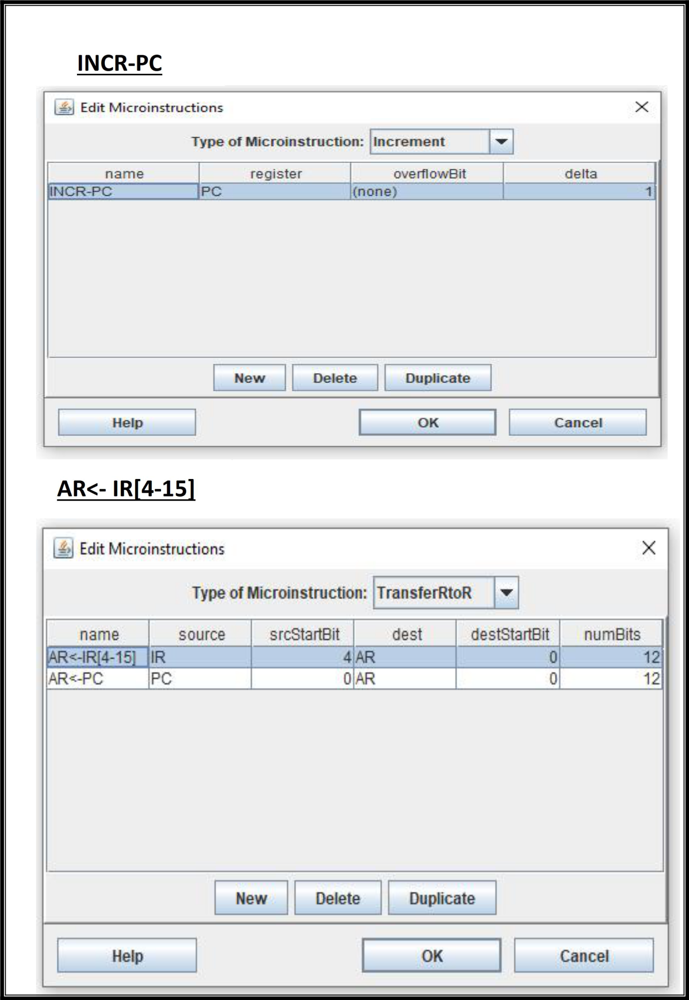 INCR-PC
Edit Microinstructions
Type of Microinstruction: Increment
name register overflowBit delta
INCR-PC PC (none) 1
New Delete Duplicate
Help OK Cancel
AR<- IR[4-15]
Edit Microinstructions
Type of Microinstruction: TransferRtoR
name source srcStartBit dest destStartBit numBits
AR<-IR[4-15] IR 4 AR 0 12
AR<-PC PC 0 AR 0 12
New Delete Duplicate
Help OK Cancel